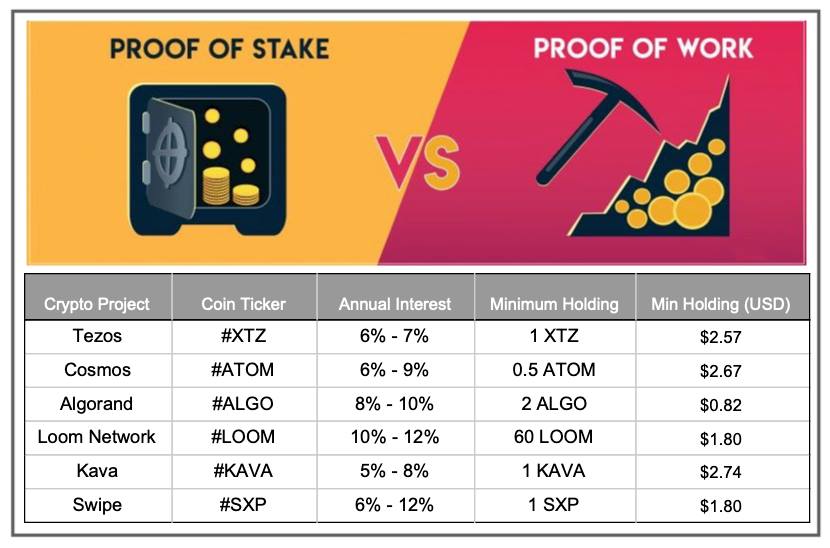 PROOF OF STAKE
PROOF OF WORK
VS
Crypto Project Coin Ticker Annual Interest Minimum Holding Min Holding (USD)
Tezos #XTZ 6% - 7% 1 XTZ $2.57
Cosmos #ATOM 6% - 9% 0.5 ATOM $2.67
Algorand #ALGO 8% - 10% 2 ALGO $0.82
Loom Network #LOOM 10% - 12% 60 LOOM $1.80
Kava #KAVA 5% - 8% 1 KAVA $2.74
Swipe #SXP 6% - 12% 1 SXP $1.80